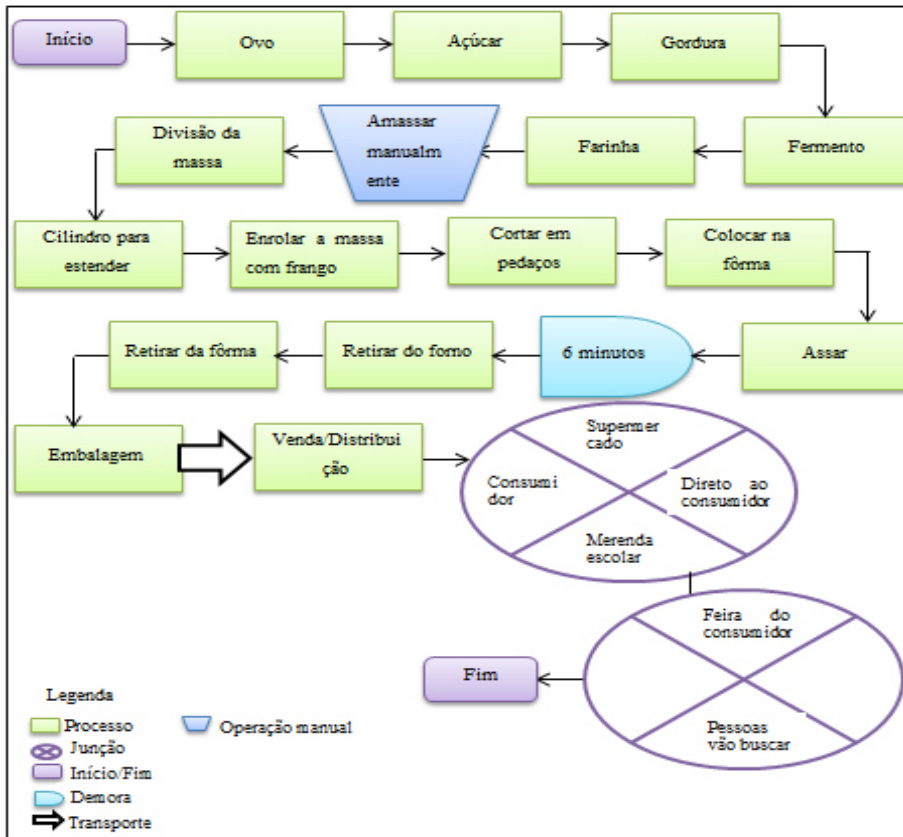 Início
Ovo
Açúcar
Gordura
Divisão da
massa
Amassar
manualm
ente
Farinha
Fermento
Cilindro para
estender
Enrolar a massa
com frango
Cortar em
pedaços
Colocar na
fôrma
Retirar da fôrma
Retirar do forno
6 minutos
Assar
Embalagem
Venda/Distribui
ção
Supermer
cado
Consumi
dor
Direto ao
consumidor
Merenda
escolar
Feira do
consumidor
Fim
Pessoas
vão buscar
Legenda
Processo
Operação manual
Junção
Início/Fim
Demora
Transporte